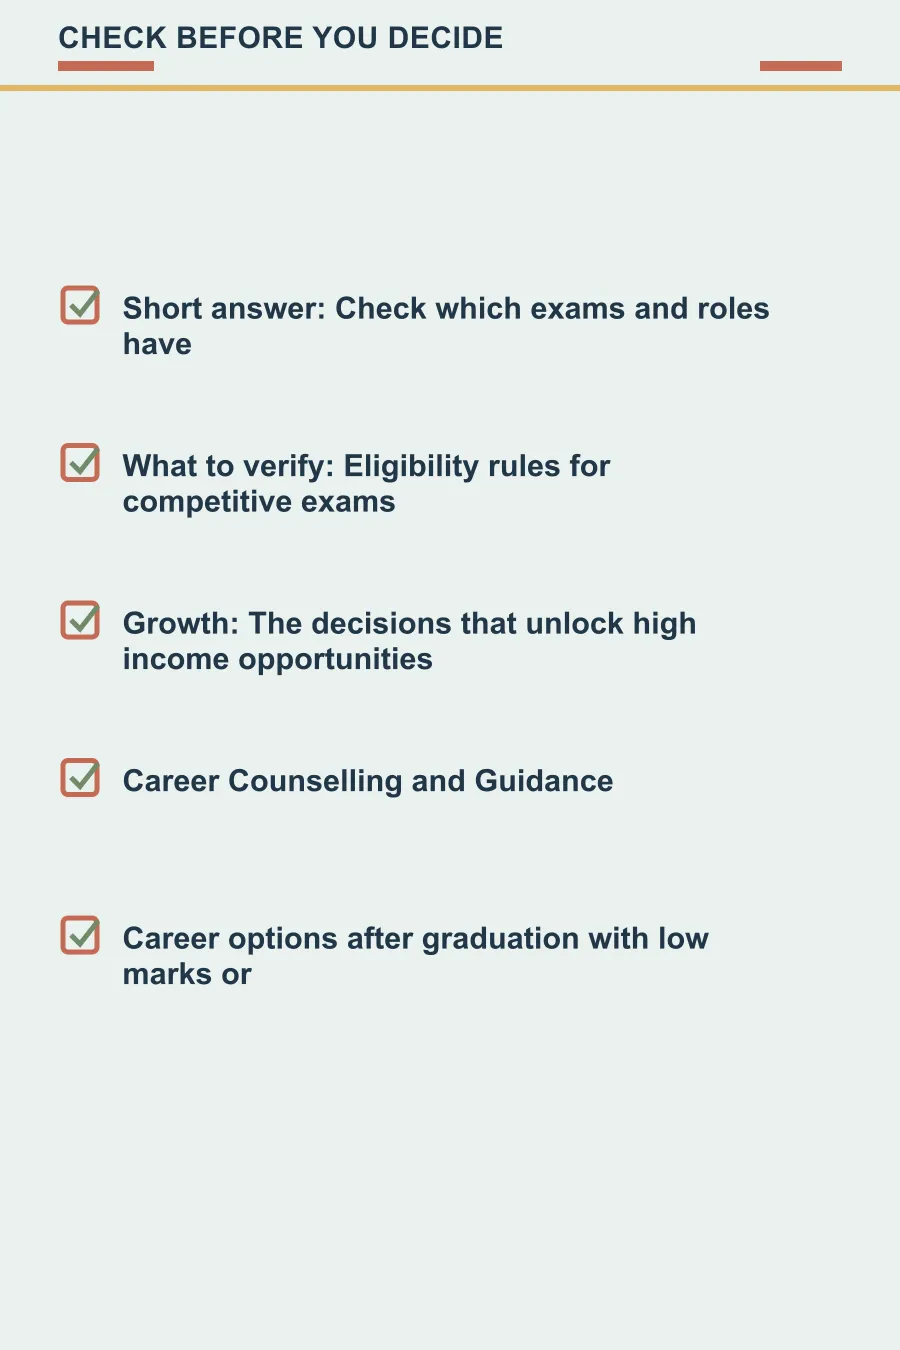 CHECK BEFORE YOU DECIDE
Short answer: Check which exams and roles
have
What to verify: Eligibility rules for
competitive exams
Growth: The decisions that unlock high
income opportunities
Career Counselling and Guidance
Career options after graduation with low
marks or